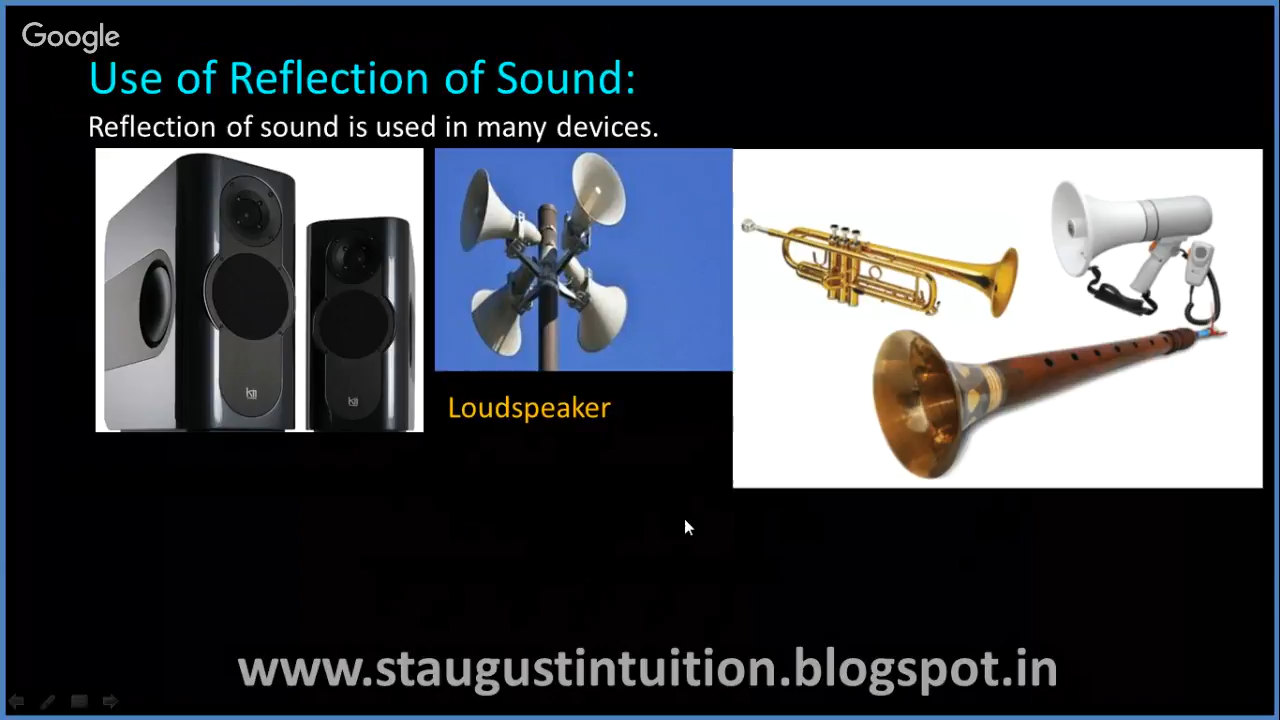 Google
Use of Reflection of Sound:
Reflection of sound is used in many devices.
Loudspeaker
www.staugustintuition.blogspot.in